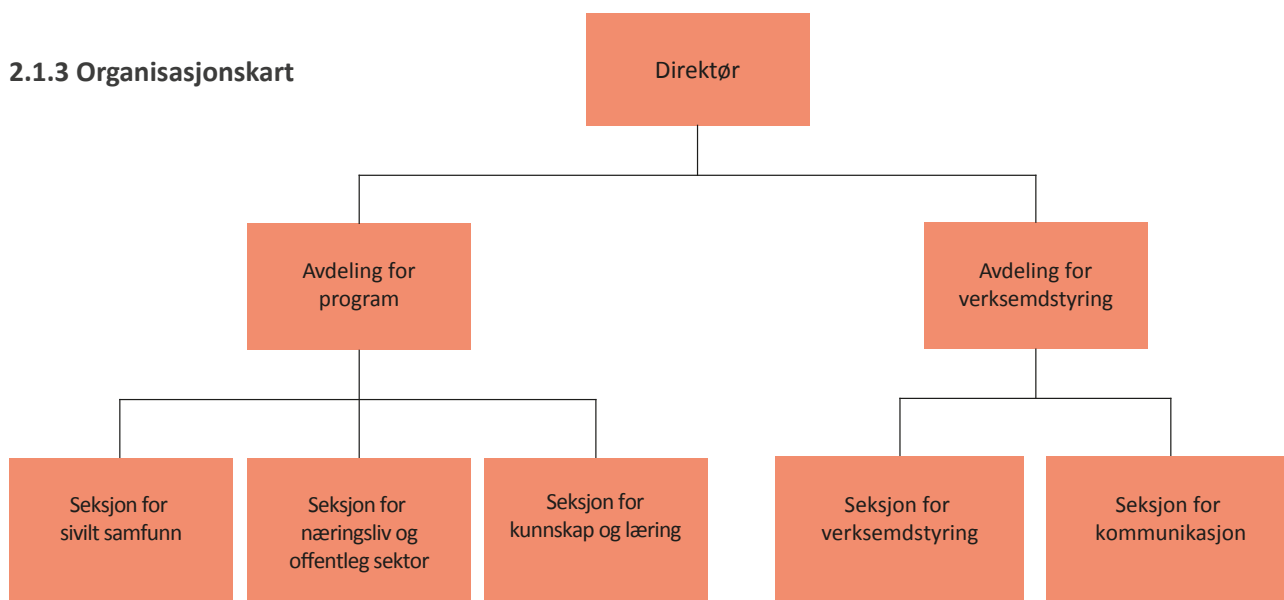 2.1.3 Organisasjonskart
Direktør
Avdeling for
program
Avdeling for
verksemdstyring
Seksjon for
sivilt samfunn
Seksjon for
næringsliv og
offentleg sektor
Seksjon for
kunnskap og læring
Seksjon for
verksemdstyring
Seksjon for
kommunikasjon